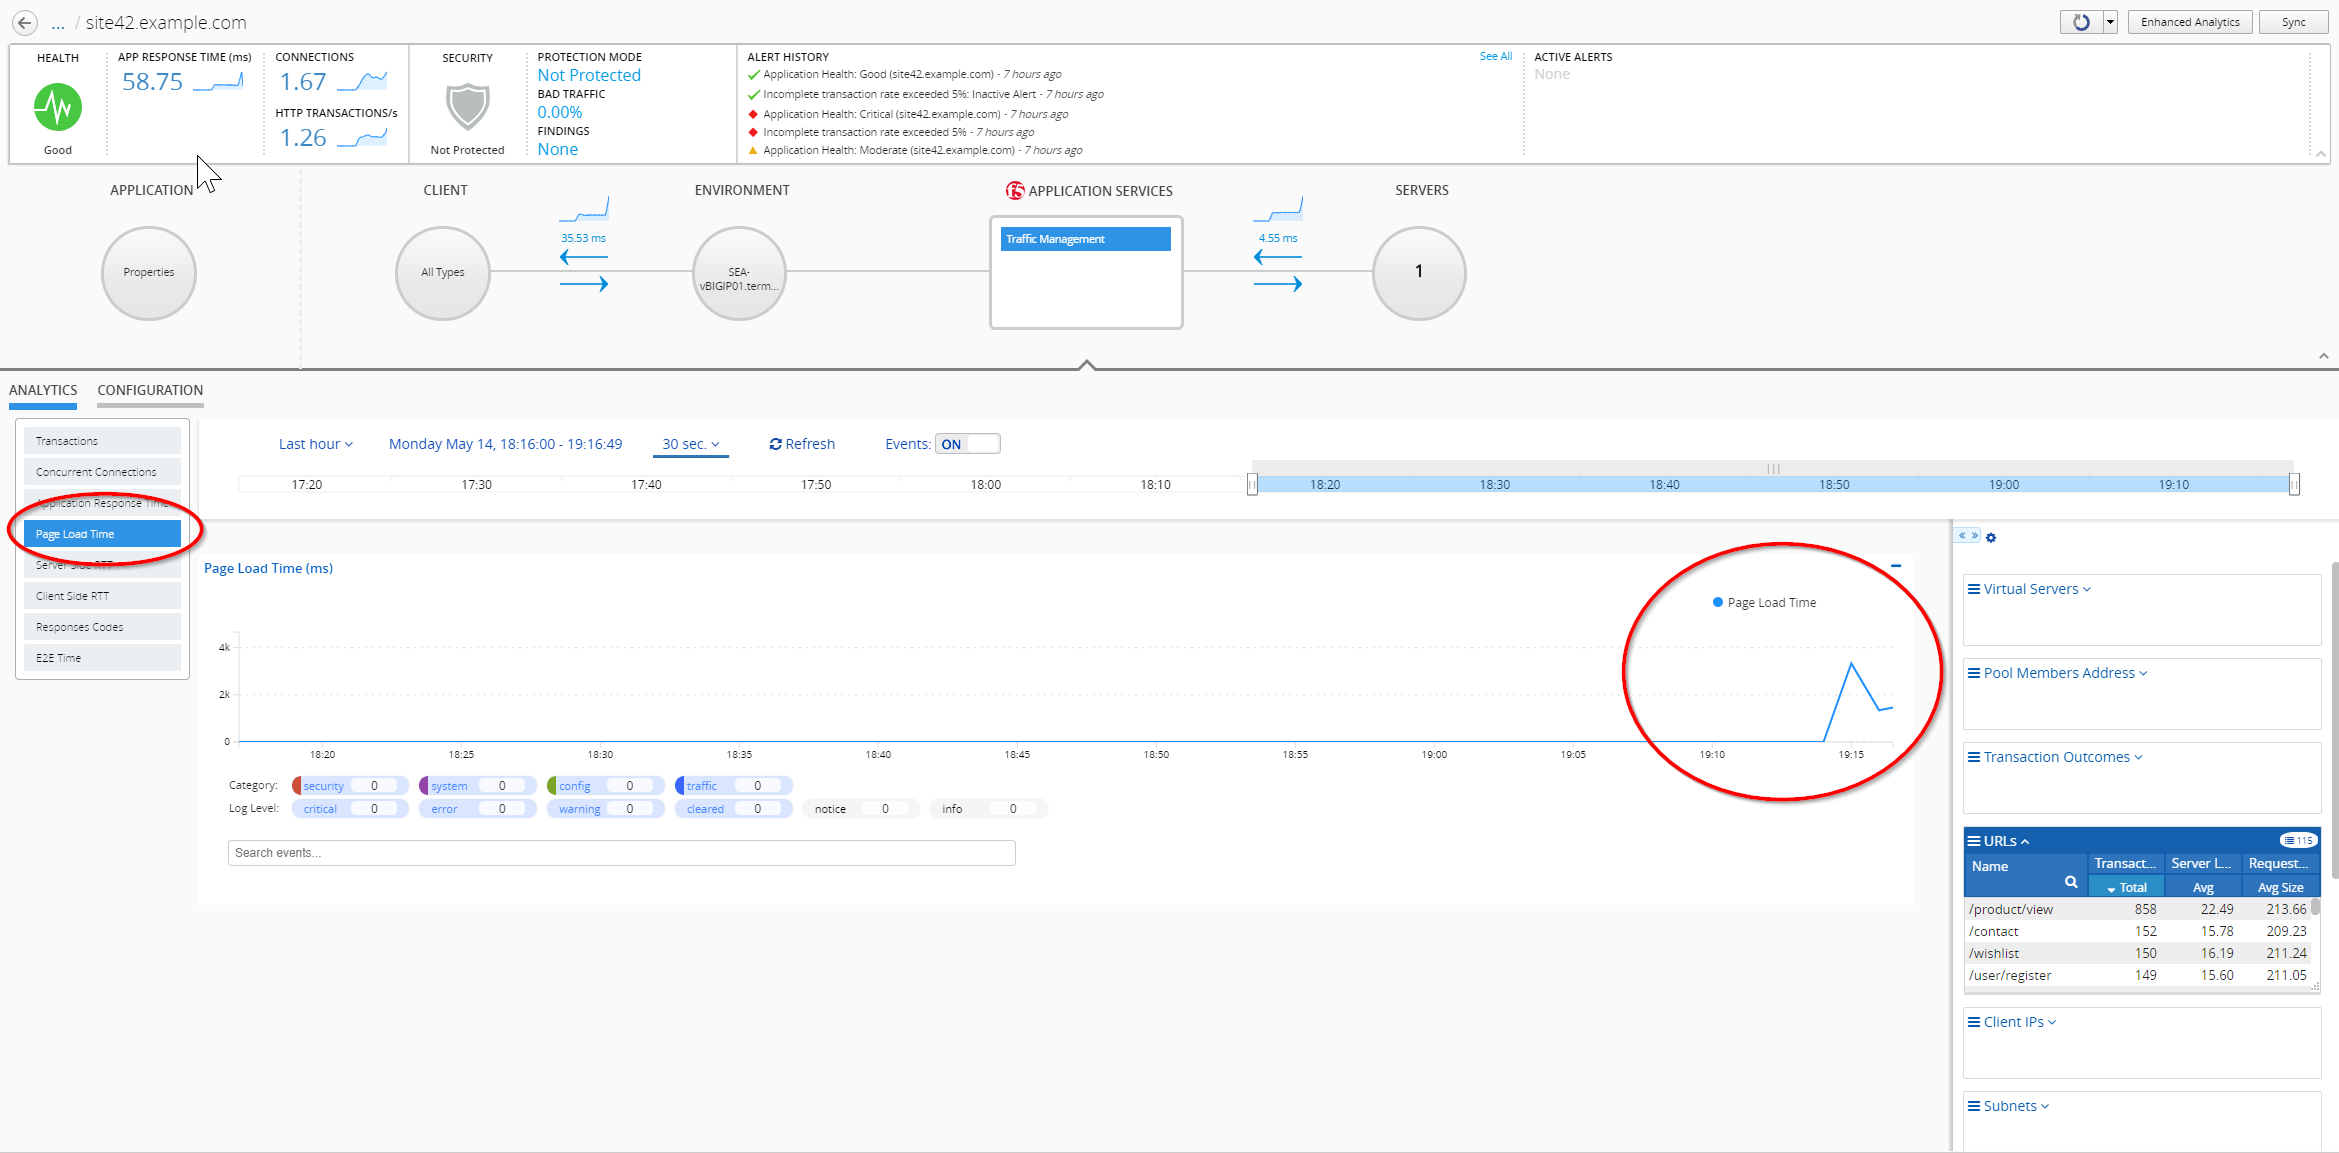 ... / site42.example.com
Enhanced Analytics
Sync
HEALTH
Good
APP RESPONSE TIME (ms)
58.75
CONNECTIONS
1.67
HTTP TRANSACTIONS/s
1.26
SECURITY
Not Protected
PROTECTION MODE
Not Protected
BAD TRAFFIC
0.00%
FINDINGS
None
ALERT HISTORY
See All
Application Health: Good (site42.example.com) - 7 hours ago
Incomplete transaction rate exceeded 5%: Inactive Alert - 7 hours ago
Application Health: Critical (site42.example.com) - 7 hours ago
Incomplete transaction rate exceeded 5% - 7 hours ago
Application Health: Moderate (site42.example.com) - 7 hours ago
ACTIVE ALERTS
None
APPLICATION
Properties
CLIENT
All Types
35.53 ms
ENVIRONMENT
SEA-
vBIGIP01.term...
f5 APPLICATION SERVICES
Traffic Management
4.55 ms
SERVERS
1
ANALYTICS
CONFIGURATION
Transactions
Concurrent Connections
Application Response Time
Page Load Time
Server Side RTT
Client Side RTT
Responses Codes
E2E Time
Last hour
Monday May 14, 18:16:00 - 19:16:49
30 sec.
Refresh
Events: ON
17:20 17:30 17:40 17:50 18:00 18:10 18:20 18:30 18:40 18:50 19:00 19:10
Page Load Time (ms)
Page Load Time
4k
2k
0
18:20 18:25 18:30 18:35 18:40 18:45 18:50 18:55 19:00 19:05 19:10 19:15
Category: security 0 system 0 config 0 traffic 0
Log Level: critical 0 error 0 warning 0 cleared 0 notice 0 info 0
Search events...
Virtual Servers
Pool Members Address
Transaction Outcomes
URLs 115
Name Transact... Server L... Request...
Total Avg Avg Size
/product/view 858 22.49 213.66
/contact 152 15.78 209.23
/wishlist 150 16.19 211.24
/user/register 149 15.60 211.05
Client IPs
Subnets